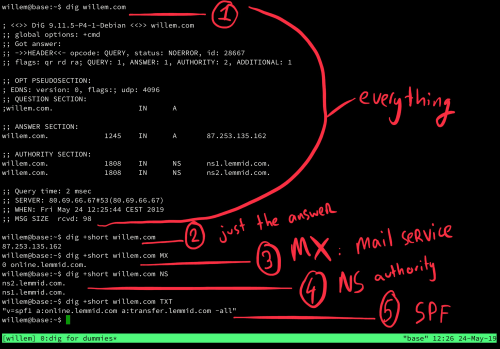 willem@base:~$ dig willem.com
1
; <<>> DiG 9.11.5-P4-1-Debian <<>> willem.com
;; global options: +cmd
;; Got answer:
;; ->>HEADER<<- opcode: QUERY, status: NOERROR, id: 28667
;; flags: qr rd ra; QUERY: 1, ANSWER: 1, AUTHORITY: 2, ADDITIONAL: 1
;; OPT PSEUDOSECTION:
; EDNS: version: 0, flags:; udp: 4096
;; QUESTION SECTION:
;willem.com. IN A
everything
;; ANSWER SECTION:
willem.com. 1245 IN A 87.253.135.162
;; AUTHORITY SECTION:
willem.com. 1808 IN NS ns1.lemmid.com.
willem.com. 1808 IN NS ns2.lemmid.com.
;; Query time: 2 msec
;; SERVER: 80.69.66.67#53(80.69.66.67)
;; WHEN: Fri May 24 12:25:44 CEST 2019
;; MSG SIZE rcvd: 98
willem@base:~$ dig +short willem.com
2 just the answer
87.253.135.162
willem@base:~$ dig +short willem.com MX
3 MX: mail service
0 online.lemmid.com.
willem@base:~$ dig +short willem.com NS
4 NS authority
ns2.lemmid.com.
ns1.lemmid.com.
willem@base:~$ dig +short willem.com TXT
"v=spf1 a:online.lemmid.com a:transfer.lemmid.com -all"
5 SPF
willem@base:~$
[willem] 0:dig for dummies* "base" 12:26 24-May-19